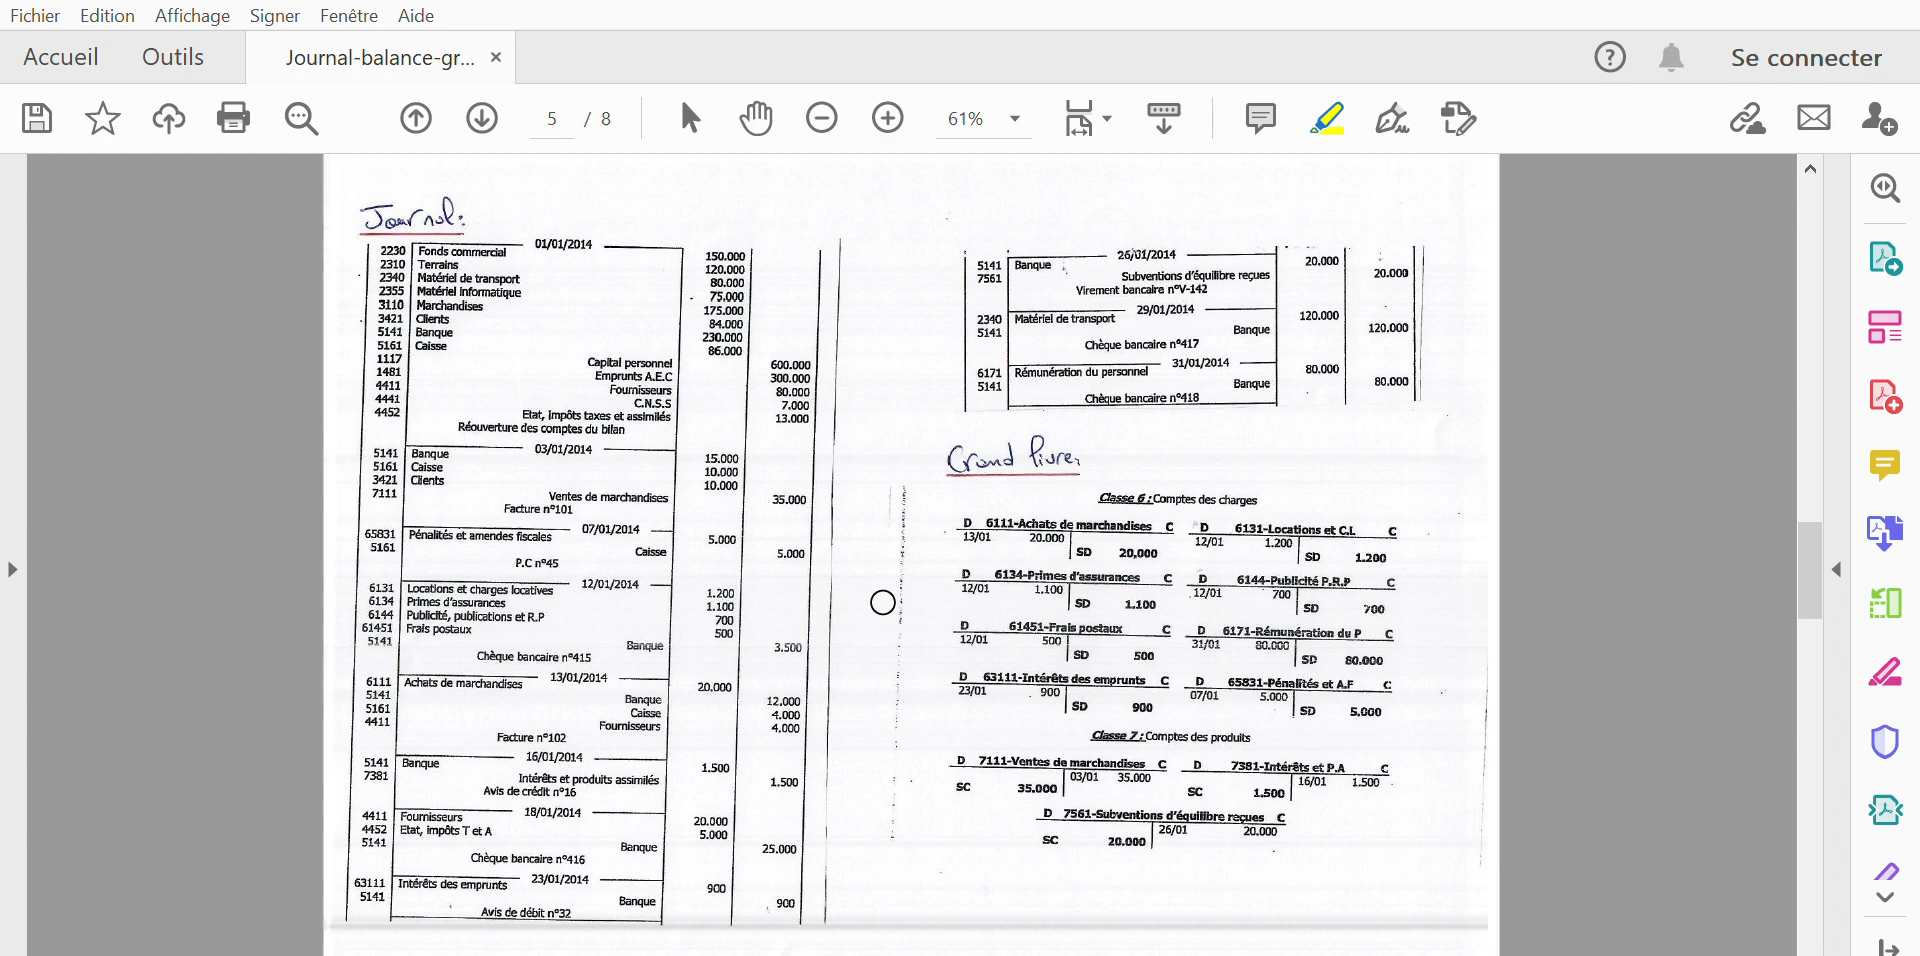 Fichier Edition Affichage Signer Fenêtre Aide
Accueil Outils Journal-balance-gr... × Se connecter
5 / 8 61%
Journal:
01/01/2014
2230 Fonds commercial 150.000
2310 Terrains 120.000
2340 Matériel de transport 80.000
2355 Matériel informatique 75.000
3110 Marchandises 175.000
3421 Clients 84.000
5141 Banque 230.000
5161 Caisse 86.000
1117 Capital personnel 600.000
1481 Emprunts A.E.C 300.000
4411 Fournisseurs 80.000
4441 C.N.S.S 7.000
4452 Etat, impôts taxes et assimilés 13.000
Réouverture des comptes du bilan
03/01/2014
5141 Banque 15.000
5161 Caisse 10.000
3421 Clients 10.000
7111 Ventes de marchandises 35.000
Facture n°101
07/01/2014
65831 Pénalités et amendes fiscales 5.000
5161 Caisse 5.000
P.C n°45
12/01/2014
6131 Locations et charges locatives 1.200
6134 Primes d'assurances 1.100
6144 Publicité, publications et R.P 700
61451 Frais postaux 500
5141 Banque 3.500
Chèque bancaire n°415
13/01/2014
6111 Achats de marchandises 20.000
5141 Banque 12.000
5161 Caisse 4.000
4411 Fournisseurs 4.000
Facture n°102
16/01/2014
5141 Banque 1.500
7381 Intérêts et produits assimilés 1.500
Avis de crédit n°16
18/01/2014
4411 Fournisseurs 20.000
4452 Etat, impôts T et A 5.000
5141 Banque 25.000
Chèque bancaire n°416
23/01/2014
63111 Intérêts des emprunts 900
5141 Banque 900
Avis de débit n°32
26/01/2014
5141 Banque 20.000
7561 Subventions d'équilibre reçues 20.000
Virement bancaire n°V-142
29/01/2014
2340 Matériel de transport 120.000
5141 Banque 120.000
Chèque bancaire n°417
31/01/2014
6171 Rémunération du personnel 80.000
5141 Banque 80.000
Chèque bancaire n°418
Grand livre:
Classe 6 : Comptes des charges
D 6111-Achats de marchandises C D 6131-Locations et C.L C
13/01 20.000 12/01 1.200
SD 20,000 SD 1.200
D 6134-Primes d'assurances C D 6144-Publicité P.R.P C
12/01 1.100 12/01 700
SD 1.100 SD 700
D 61451-Frais postaux C D 6171-Rémunération du P C
12/01 500 31/01 80.000
SD 500 SD 80.000
D 63111-Intérêts des emprunts C D 65831-Pénalités et A.F C
23/01 900 07/01 5.000
SD 900 SD 5,000
Classe 7 : Comptes des produits
D 7111-Ventes de marchandises C D 7381-Intérêts et P.A C
03/01 35.000 16/01 1.500
SC 35.000 SC 1.500
D 7561-Subventions d'équilibre reçues C
26/01 20.000
SC 20.000